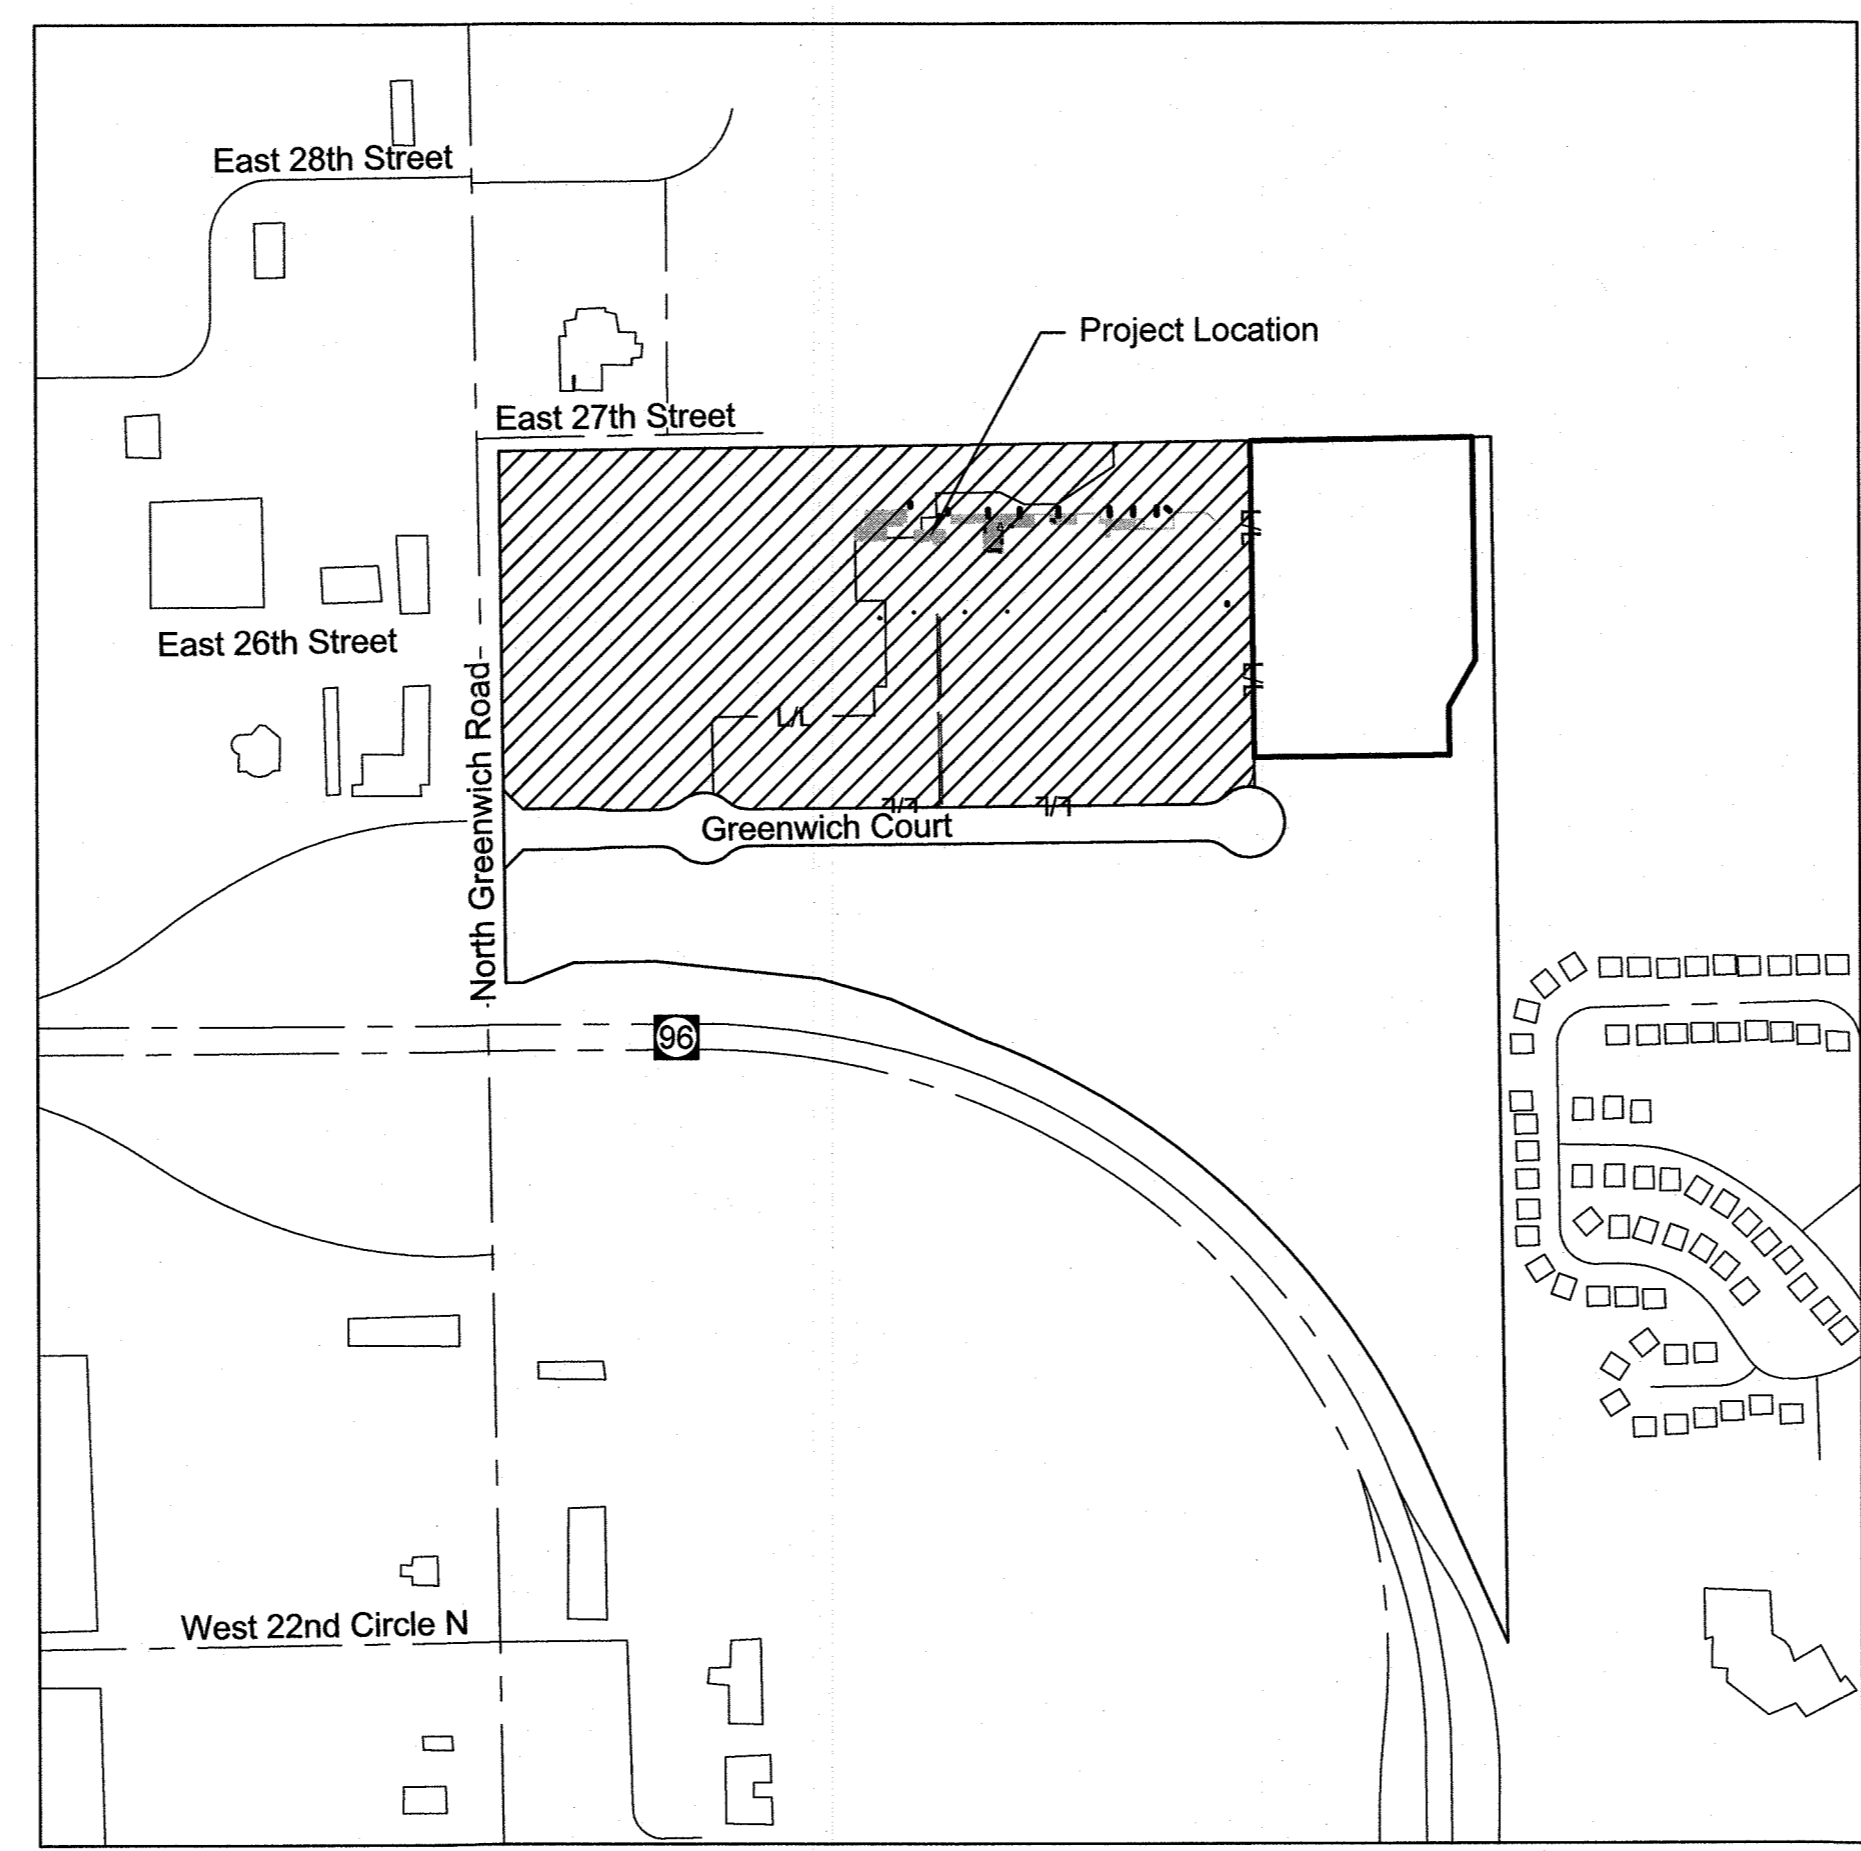 East 28th Street
Project Location
East 27th Street
East 26th Street
North Greenwich Road
Greenwich Court
96
West 22nd Circle N